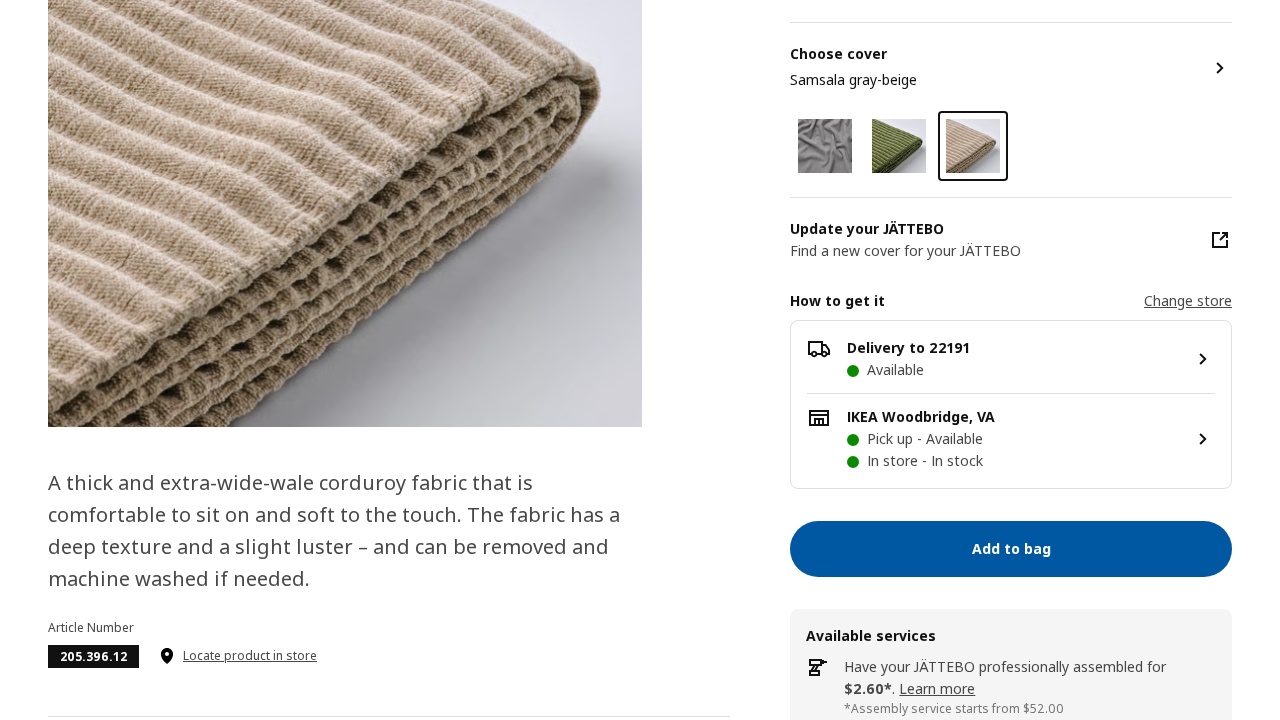 A thick and extra-wide-wale corduroy fabric that is
comfortable to sit on and soft to the touch. The fabric has a
deep texture and a slight luster – and can be removed and
machine washed if needed.
Article Number
205.396.12
Locate product in store
Choose cover
Samsala gray-beige
Update your JÄTTEBO
Find a new cover for your JÄTTEBO
How to get it
Change store
Delivery to 22191
Available
IKEA Woodbridge, VA
Pick up - Available
In store - In stock
Add to bag
Available services
Have your JÄTTEBO professionally assembled for
$2.60*. Learn more
*Assembly service starts from $52.00